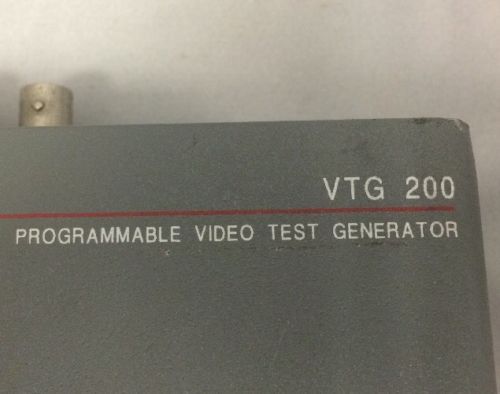 VTG 200
PROGRAMMABLE VIDEO TEST GENERATOR